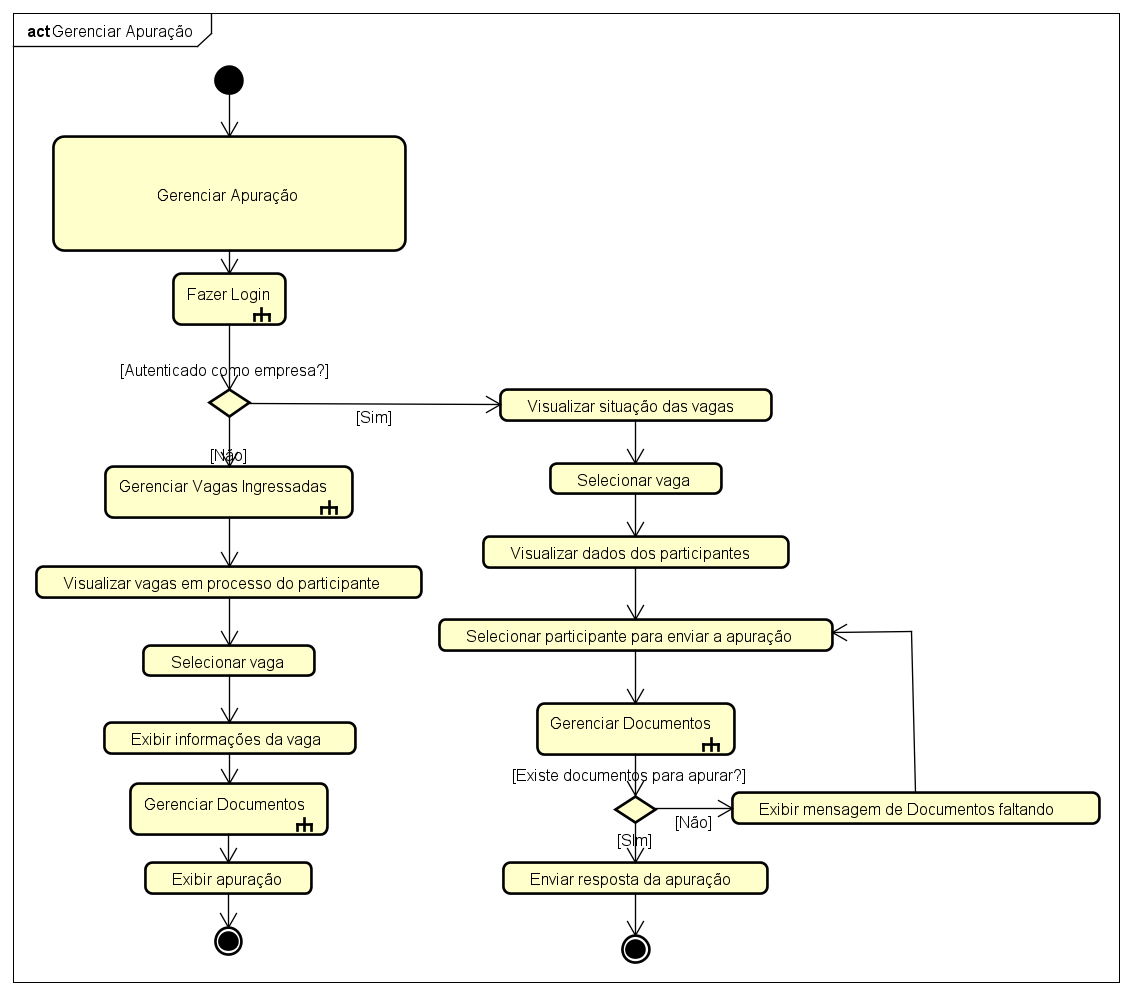 act Gerenciar Apuração
Gerenciar Apuração
Fazer Login
[Autenticado como empresa?]
[Sim]
[Não]
Gerenciar Vagas Ingressadas
Visualizar vagas em processo do participante
Selecionar vaga
Exibir informações da vaga
Gerenciar Documentos
Exibir apuração
Visualizar situação das vagas
Selecionar vaga
Visualizar dados dos participantes
Selecionar participante para enviar a apuração
Gerenciar Documentos
[Existe documentos para apurar?]
[Não]
Exibir mensagem de Documentos faltando
[SIm]
Enviar resposta da apuração